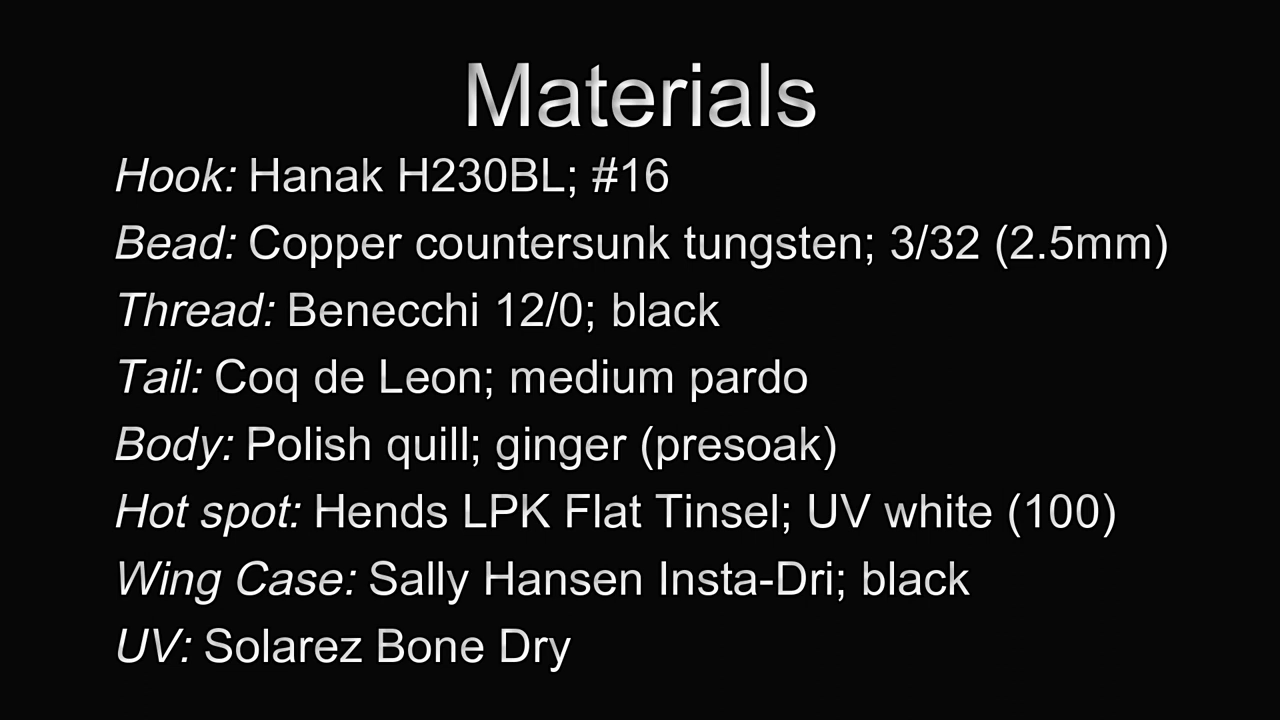 Materials
Hook: Hanak H230BL; #16
Bead: Copper countersunk tungsten; 3/32 (2.5mm)
Thread: Benecchi 12/0; black
Tail: Coq de Leon; medium pardo
Body: Polish quill; ginger (presoak)
Hot spot: Hends LPK Flat Tinsel; UV white (100)
Wing Case: Sally Hansen Insta-Dri; black
UV: Solarez Bone Dry